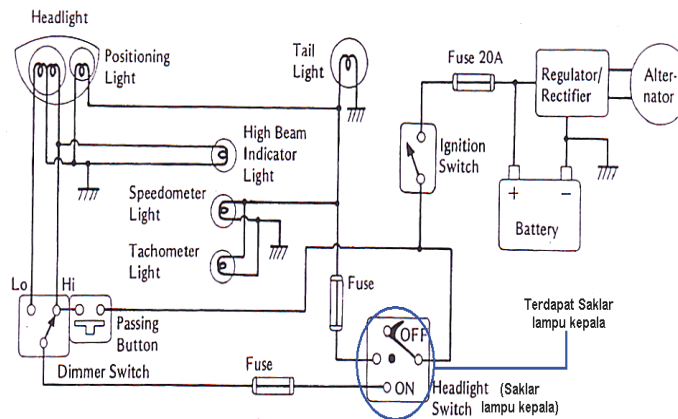 Headlight
Positioning
Light
Tail
Light
Fuse 20A
Regulator/
Rectifier
Alter-
nator
High Beam
Indicator
Light
Ignition
Switch
+ −
Battery
Speedometer
Light
Tachometer
Light
Lo Hi
Fuse
Passing
Button
Dimmer Switch
Fuse
OFF
ON
Headlight (Saklar
Switch lampu kepala)
Terdapat Saklar
lampu kepala